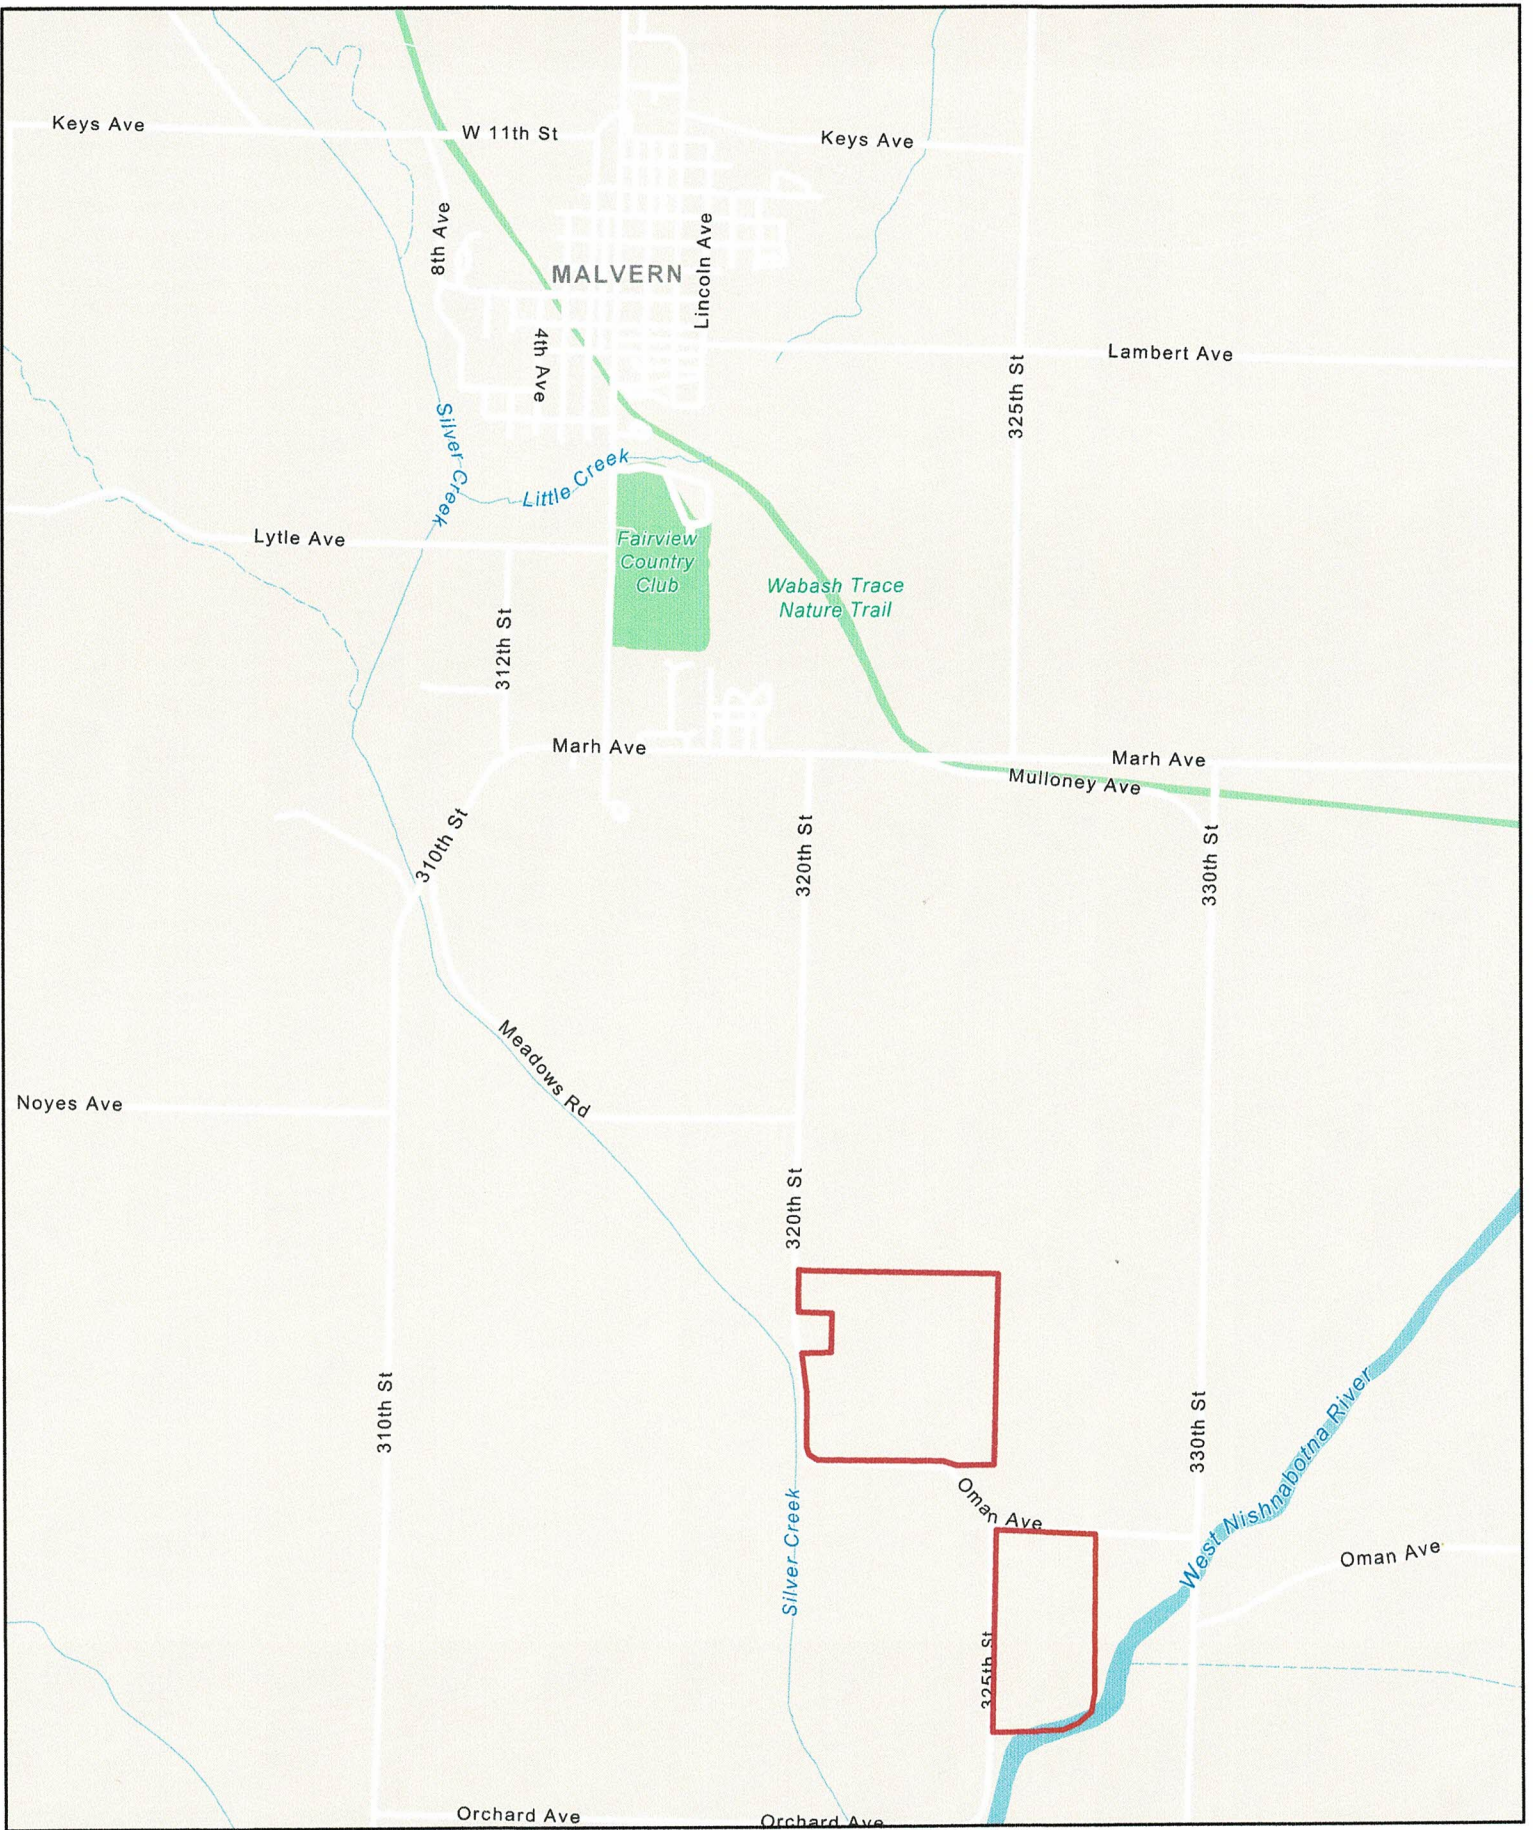 Keys Ave
W 11th St
Keys Ave
8th Ave
Lincoln Ave
MALVERN
4th Ave
Lambert Ave
325th St
Silver Creek
Little Creek
Lytle Ave
Fairview
Country
Club
Wabash Trace
Nature Trail
312th St
Marh Ave
Marh Ave
Mulloney Ave
310th St
320th St
330th St
Meadows Rd
Noyes Ave
320th St
310th St
330th St
West Nishnabotna River
Oman Ave
Silver Creek
Oman Ave
325th St
Orchard Ave
Orchard Ave